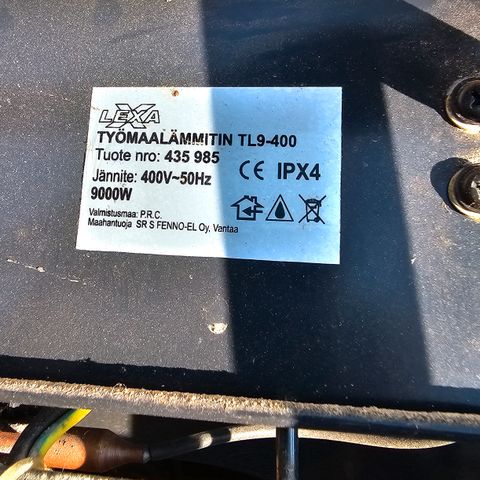 LEXA
TYÖMAALÄMMITIN TL9-400
Tuote nro: 435 985
Jännite: 400V~50Hz CE IPX4
9000W
Valmistusmaa: P.R.C.
Maahantuoja SR S FENNO-EL Oy, Vantaa